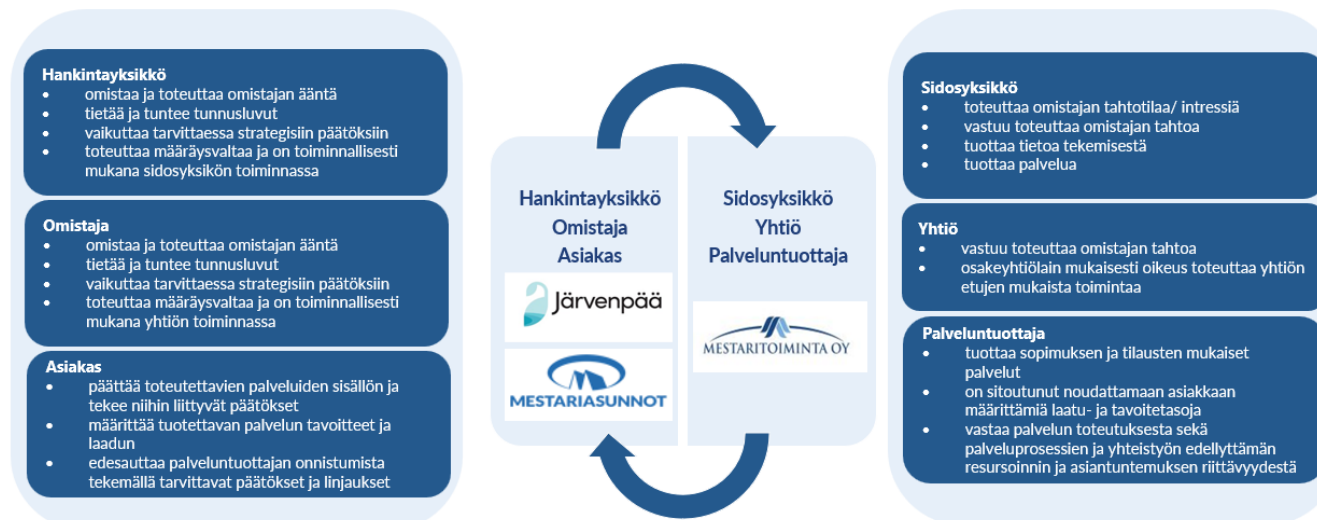 Hankintayksikkö
• omistaa ja toteuttaa omistajan ääntä
• tietää ja tuntee tunnusluvut
• vaikuttaa tarvittaessa strategisiin päätöksiin
• toteuttaa määräysvaltaa ja on toiminnallisesti
mukana sidosyksikön toiminnassa
Omistaja
• omistaa ja toteuttaa omistajan ääntä
• tietää ja tuntee tunnusluvut
• vaikuttaa tarvittaessa strategisiin päätöksiin
• toteuttaa määräysvaltaa ja on toiminnallisesti
mukana yhtiön toiminnassa
Asiakas
• päättää toteutettavien palveluiden sisällön ja
tekee niihin liittyvät päätökset
• määrittää tuotettavan palvelun tavoitteet ja
laadun
• edesauttaa palveluntuottajan onnistumista
tekemällä tarvittavat päätökset ja linjaukset
Hankintayksikkö
Omistaja
Asiakas
Järvenpää
MESTARIASUNNOT
Sidosyksikkö
Yhtiö
Palveluntuottaja
MESTARITOIMINTA OY
Sidosyksikkö
• toteuttaa omistajan tahtotilaa/ intressiä
• vastuu toteuttaa omistajan tahtoa
• tuottaa tietoa tekemisestä
• tuottaa palvelua
Yhtiö
• vastuu toteuttaa omistajan tahtoa
• osakeyhtiölain mukaisesti oikeus toteuttaa yhtiön
etujen mukaista toimintaa
Palveluntuottaja
• tuottaa sopimuksen ja tilausten mukaiset
palvelut
• on sitoutunut noudattamaan asiakkaan
määrittämiä laatu- ja tavoitetasoja
• vastaa palvelun toteutuksesta sekä
palveluprosessien ja yhteistyön edellyttämän
resursoinnin ja asiantuntemuksen riittävyydestä